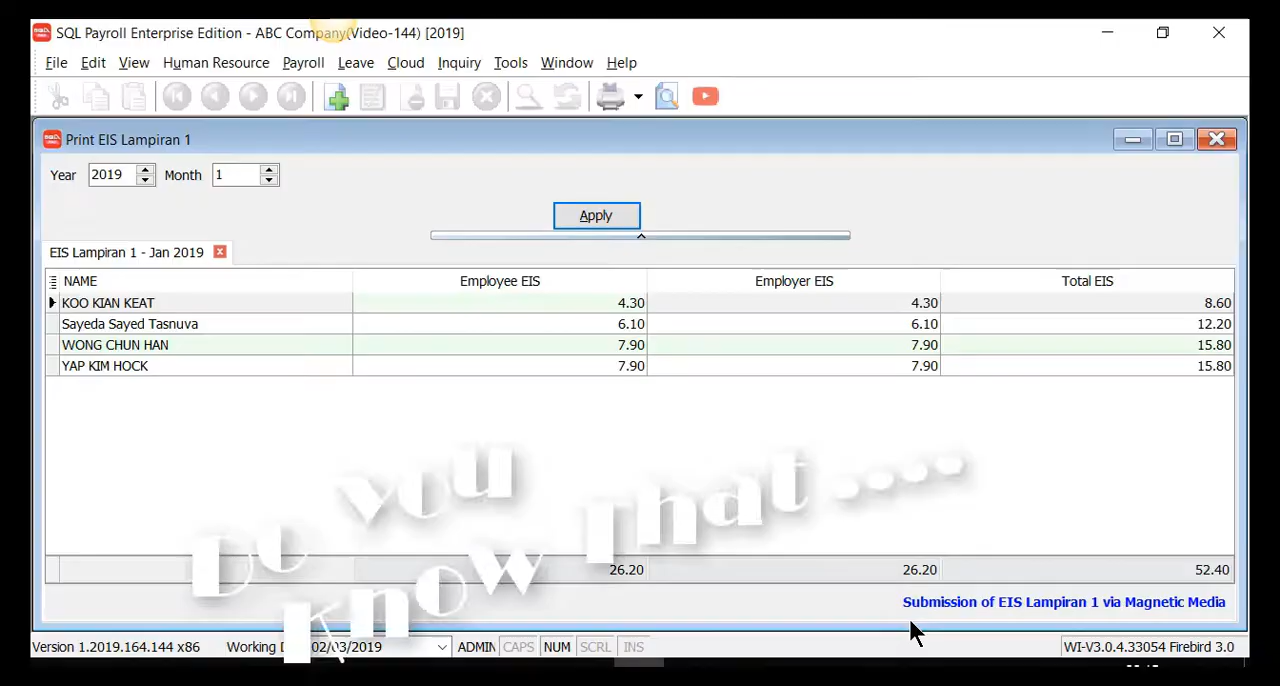 SQL Payroll Enterprise Edition - ABC Company(Video-144) [2019]
File Edit View Human Resource Payroll Leave Cloud Inquiry Tools Window Help
Print EIS Lampiran 1
Year 2019 Month 1
Apply
EIS Lampiran 1 - Jan 2019
NAME Employee EIS Employer EIS Total EIS
KOO KIAN KEAT 4.30 4.30 8.60
Sayeda Sayed Tasnuva 6.10 6.10 12.20
WONG CHUN HAN 7.90 7.90 15.80
YAP KIM HOCK 7.90 7.90 15.80
Do You
Know That ....
26.20 26.20 52.40
Submission of EIS Lampiran 1 via Magnetic Media
Version 1.2019.164.144 x86 Working 02/03/2019 ADMIN CAPS NUM SCRL INS WI-V3.0.4.33054 Firebird 3.0